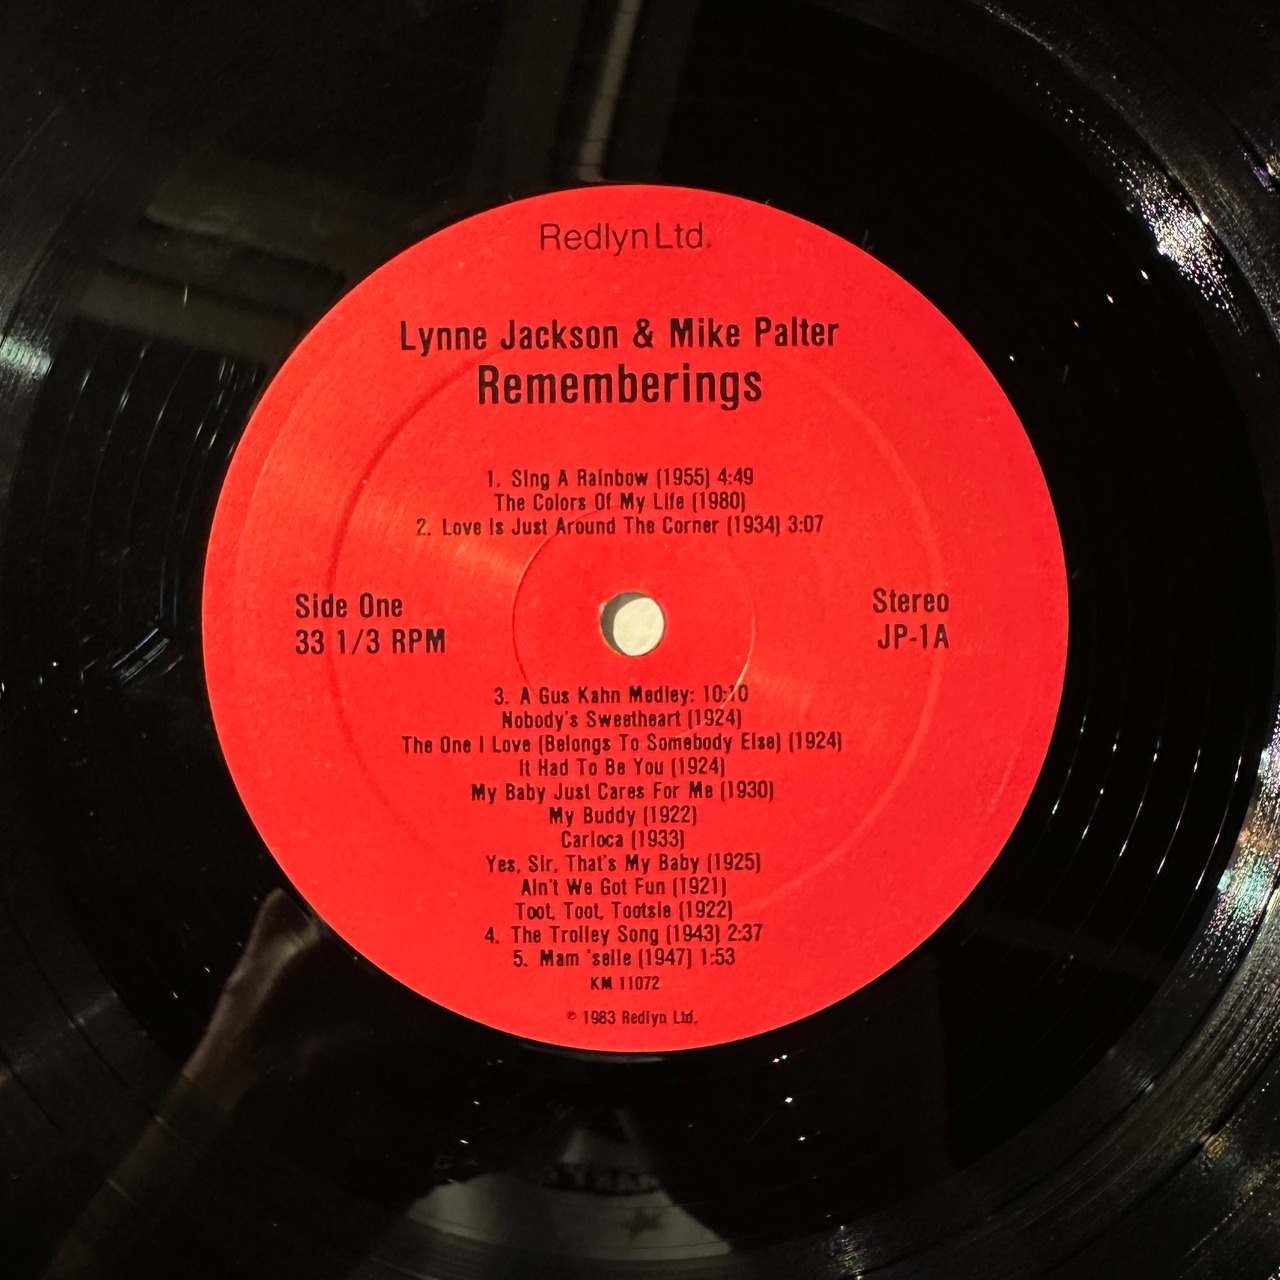 Redlyn Ltd.
Lynne Jackson & Mike Palter
Rememberings
1. Sing A Rainbow (1955) 4:49
The Colors Of My Life (1980)
2. Love Is Just Around The Corner (1934) 3:07
Side One
33 1/3 RPM
Stereo
JP-1A
3. A Gus Kahn Medley: 10:10
Nobody's Sweetheart (1924)
The One I Love (Belongs To Somebody Else) (1924)
It Had To Be You (1924)
My Baby Just Cares For Me (1930)
My Buddy (1922)
Carioca (1933)
Yes, Sir, That's My Baby (1925)
Ain't We Got Fun (1921)
Toot, Toot, Tootsie (1922)
4. The Trolley Song (1943) 2:37
5. Mam 'selle (1947) 1:53
KM 11072
℗ 1983 Redlyn Ltd.